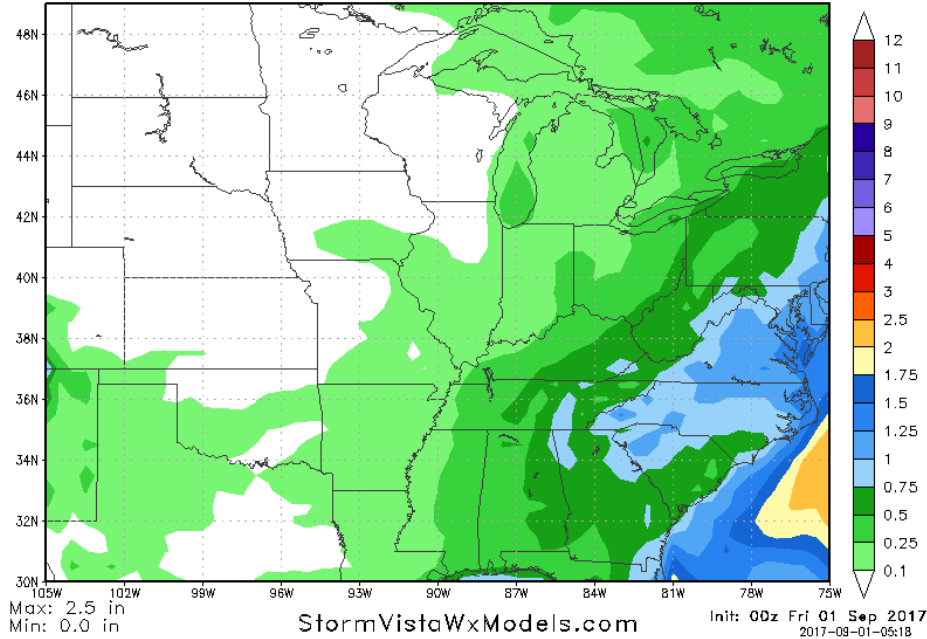 48N
46N
44N
42N
40N
38N
36N
34N
32N
30N
105W 102W 99W 96W 93W 90W 87W 84W 81W 78W 75W
12
11
10
9
8
7
6
5
4
3
2.5
2
1.75
1.5
1.25
1
0.75
0.5
0.25
0.1
Max: 2.5 in
Min: 0.0 in
StormVistaWxModels.com
Init: 00z Fri 01 Sep 2017
2017-09-01-05:18